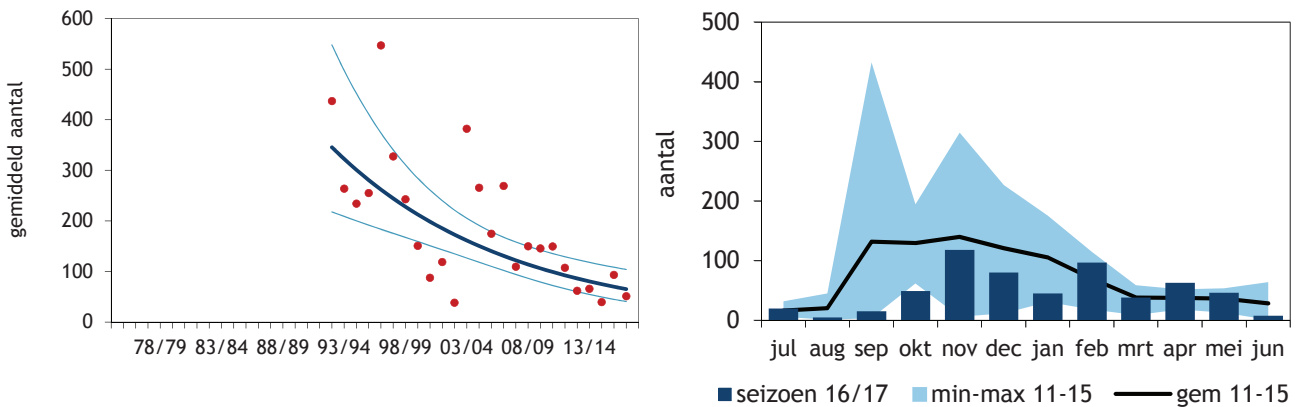 gemiddeld aantal
600
500
400
300
200
100
0
78/79 83/84 88/89 93/94 98/99 03/04 08/09 13/14
aantal
500
400
300
200
100
0
jul aug sep okt nov dec jan feb mrt apr mei jun
seizoen 16/17 min-max 11-15 gem 11-15